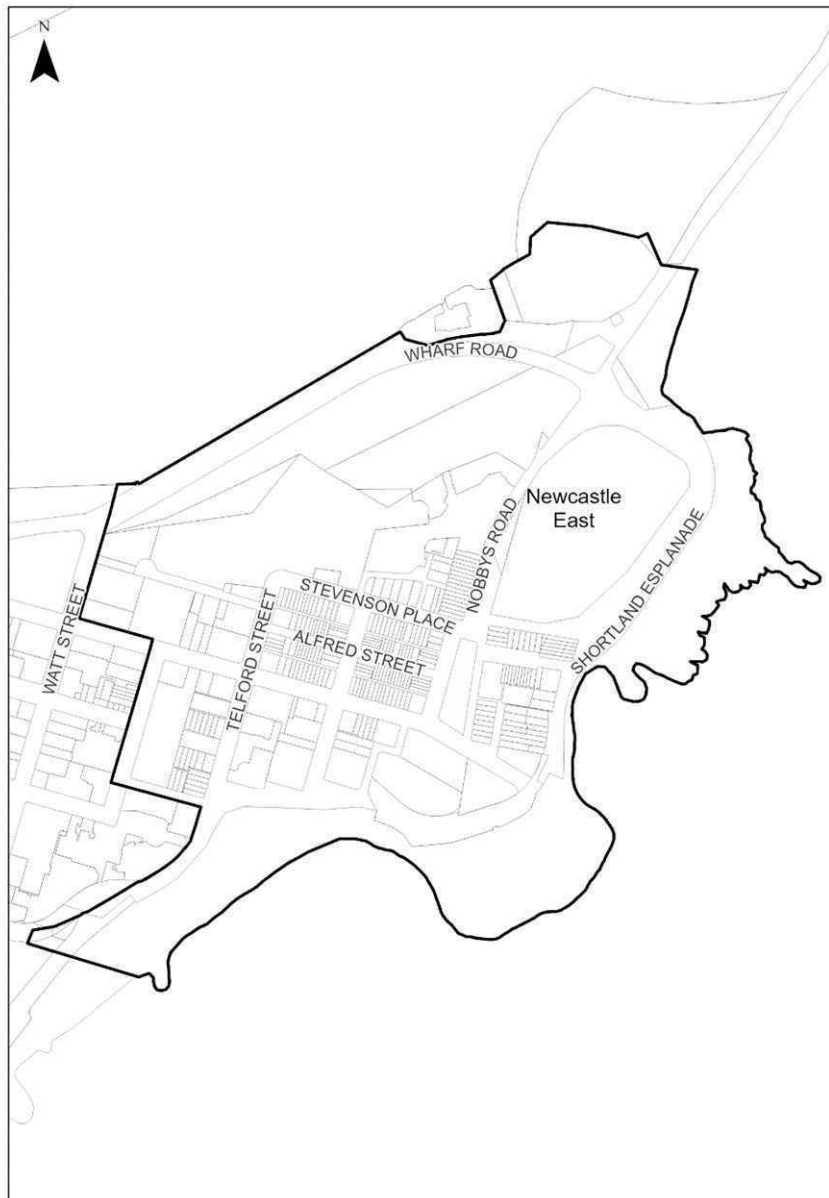 N
WHARF ROAD
Newcastle
East
NOBBYS ROAD
SHORTLAND ESPLANADE
STEVENSON PLACE
WATT STREET
TELFORD STREET
ALFRED STREET